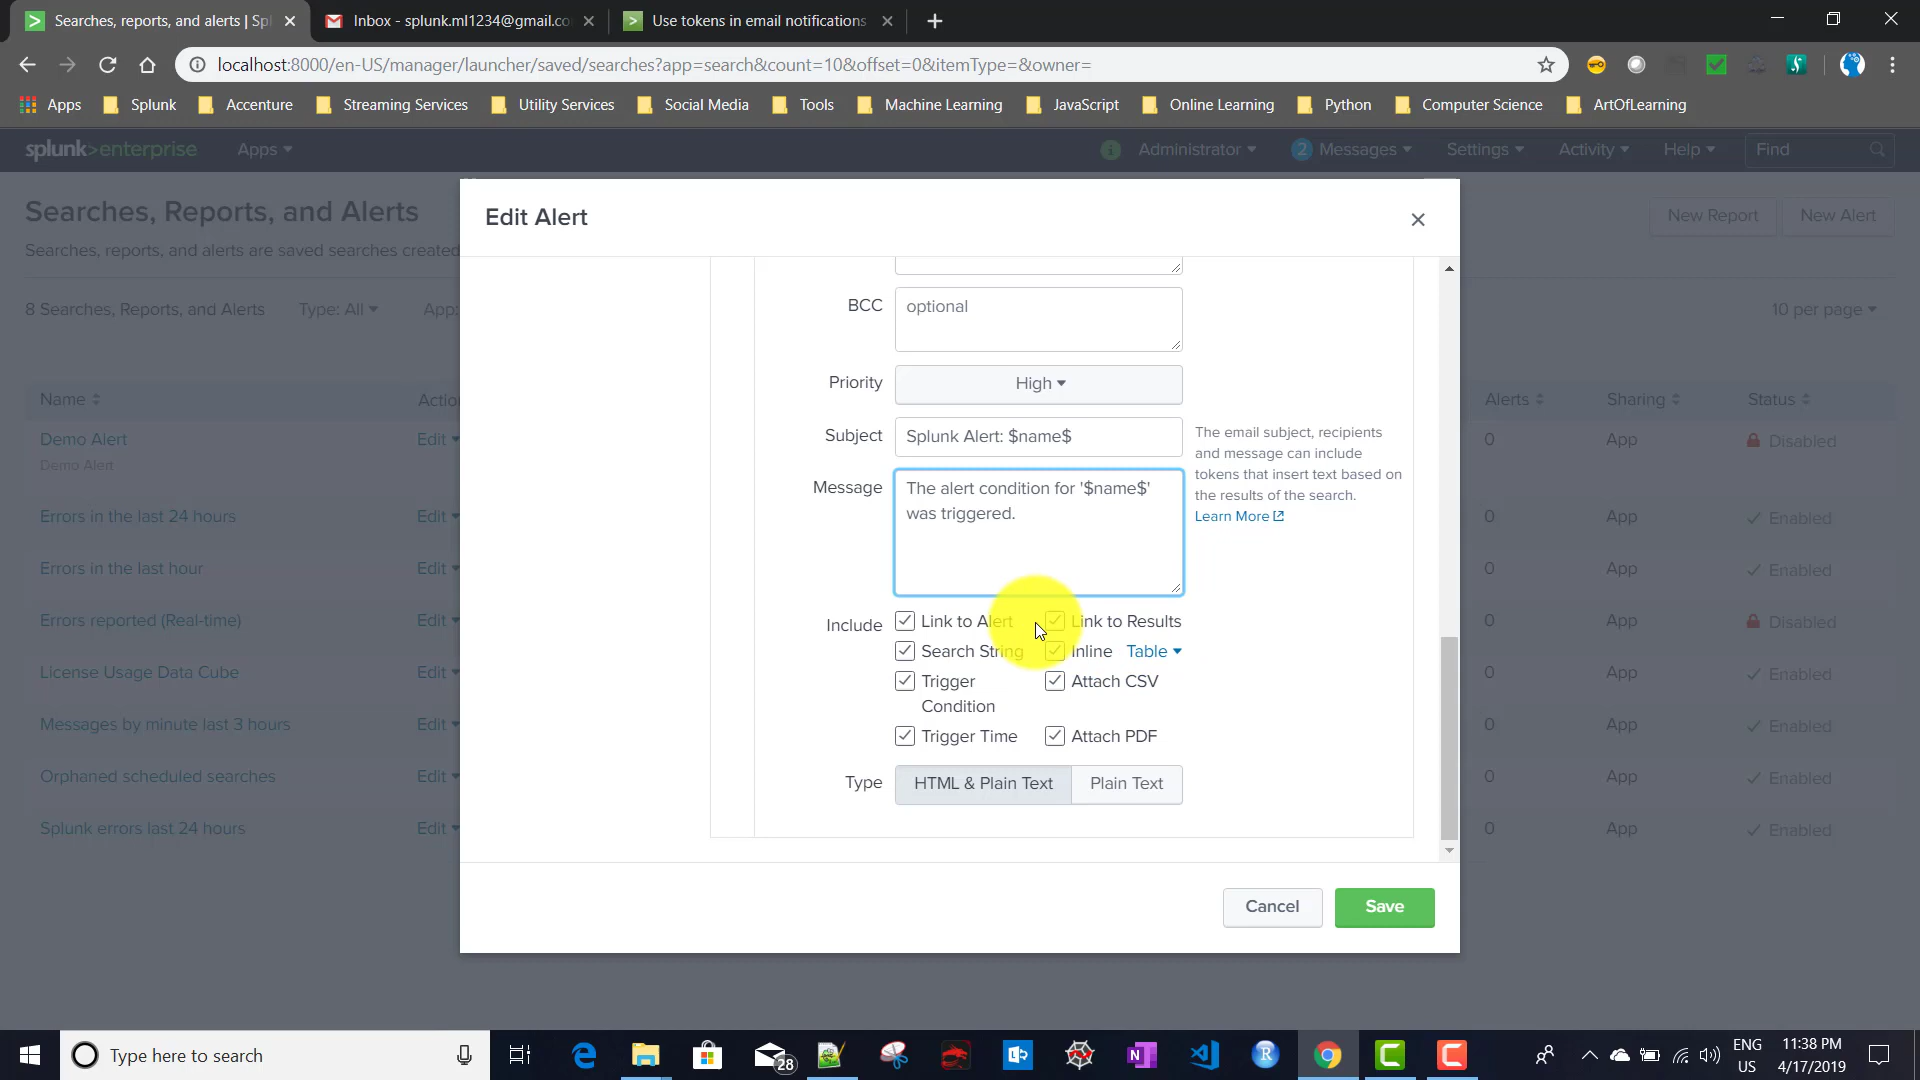 Searches, reports, and alerts | Spl
Inbox - splunk.ml1234@gmail.co
Use tokens in email notifications
localhost:8000/en-US/manager/launcher/saved/searches?app=search&count=10&offset=0&itemType=&owner=
Apps Splunk Accenture Streaming Services Utility Services Social Media Tools Machine Learning JavaScript Online Learning Python Computer Science ArtOfLearning
splunk>enterprise Apps Administrator 2 Messages Settings Activity Help Find
Searches, Reports, and Alerts New Report New Alert
Searches, reports, and alerts are saved searches created
8 Searches, Reports, and Alerts Type: All App: 10 per page
Name Actio Alerts Sharing Status
Demo Alert Edit 0 App Disabled
Demo Alert
Errors in the last 24 hours Edit 0 App Enabled
Errors in the last hour Edit 0 App Enabled
Errors reported (Real-time) Edit 0 App Disabled
License Usage Data Cube Edit 0 App Enabled
Messages by minute last 3 hours Edit 0 App Enabled
Orphaned scheduled searches Edit 0 App Enabled
Splunk errors last 24 hours Edit 0 App Enabled
Edit Alert
BCC optional
Priority High
Subject Splunk Alert: $name$
Message The alert condition for '$name$'
was triggered.
The email subject, recipients
and message can include
tokens that insert text based on
the results of the search.
Learn More
Include Link to Alert Link to Results
Search String Inline Table
Trigger Attach CSV
Condition
Trigger Time Attach PDF
Type HTML & Plain Text Plain Text
Cancel Save
Type here to search
28
ENG
US
11:38 PM
4/17/2019